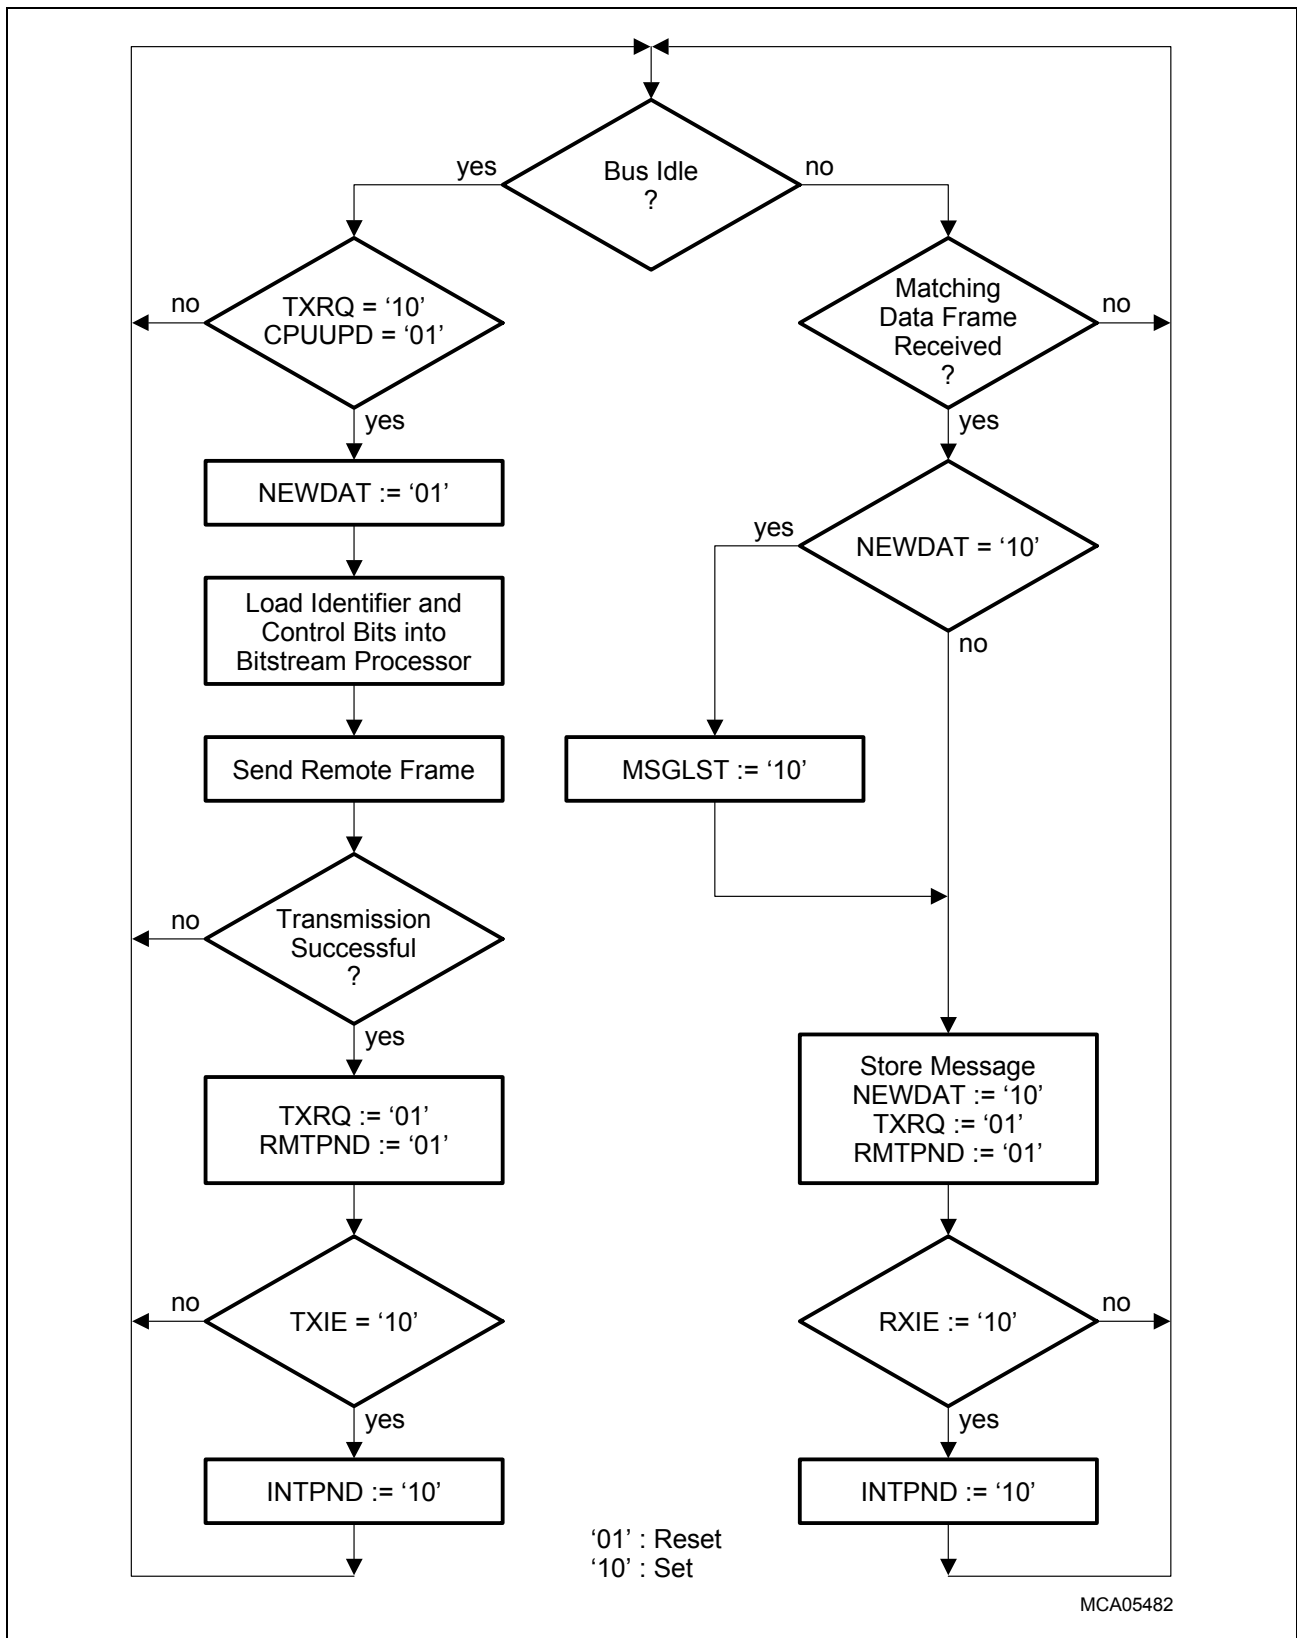 Bus Idle
?
yes
no
TXRQ = ‘10’
CPUUPD = ‘01’
no
yes
NEWDAT := ‘01’
Load Identifier and
Control Bits into
Bitstream Processor
Send Remote Frame
Transmission
Successful
?
no
yes
TXRQ := ‘01’
RMTPND := ‘01’
TXIE = ‘10’
no
yes
INTPND := ‘10’
Matching
Data Frame
Received
?
no
yes
NEWDAT = ‘10’
yes
no
MSGLST := ‘10’
Store Message
NEWDAT := ‘10’
TXRQ := ‘01’
RMTPND := ‘01’
RXIE := ‘10’
no
yes
INTPND := ‘10’
‘01’ : Reset
‘10’ : Set
MCA05482